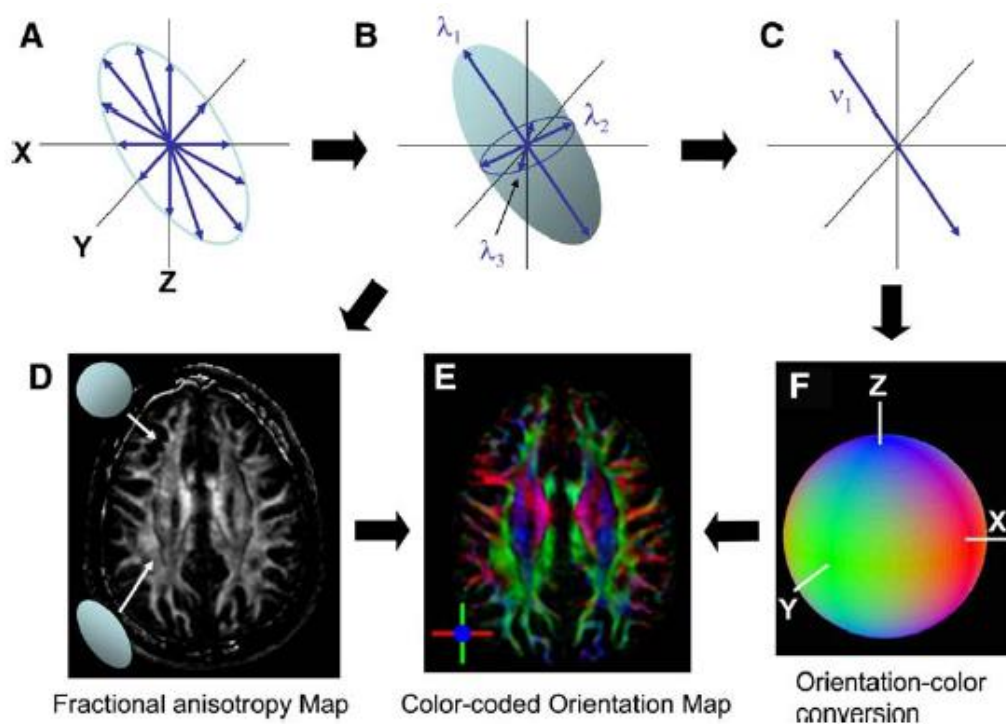 A
B
C
λ1
λ2
λ3
ν1
X
Y
Z
D
E
F
Z
X
Y
Fractional anisotropy Map
Color-coded Orientation Map
Orientation-color
conversion